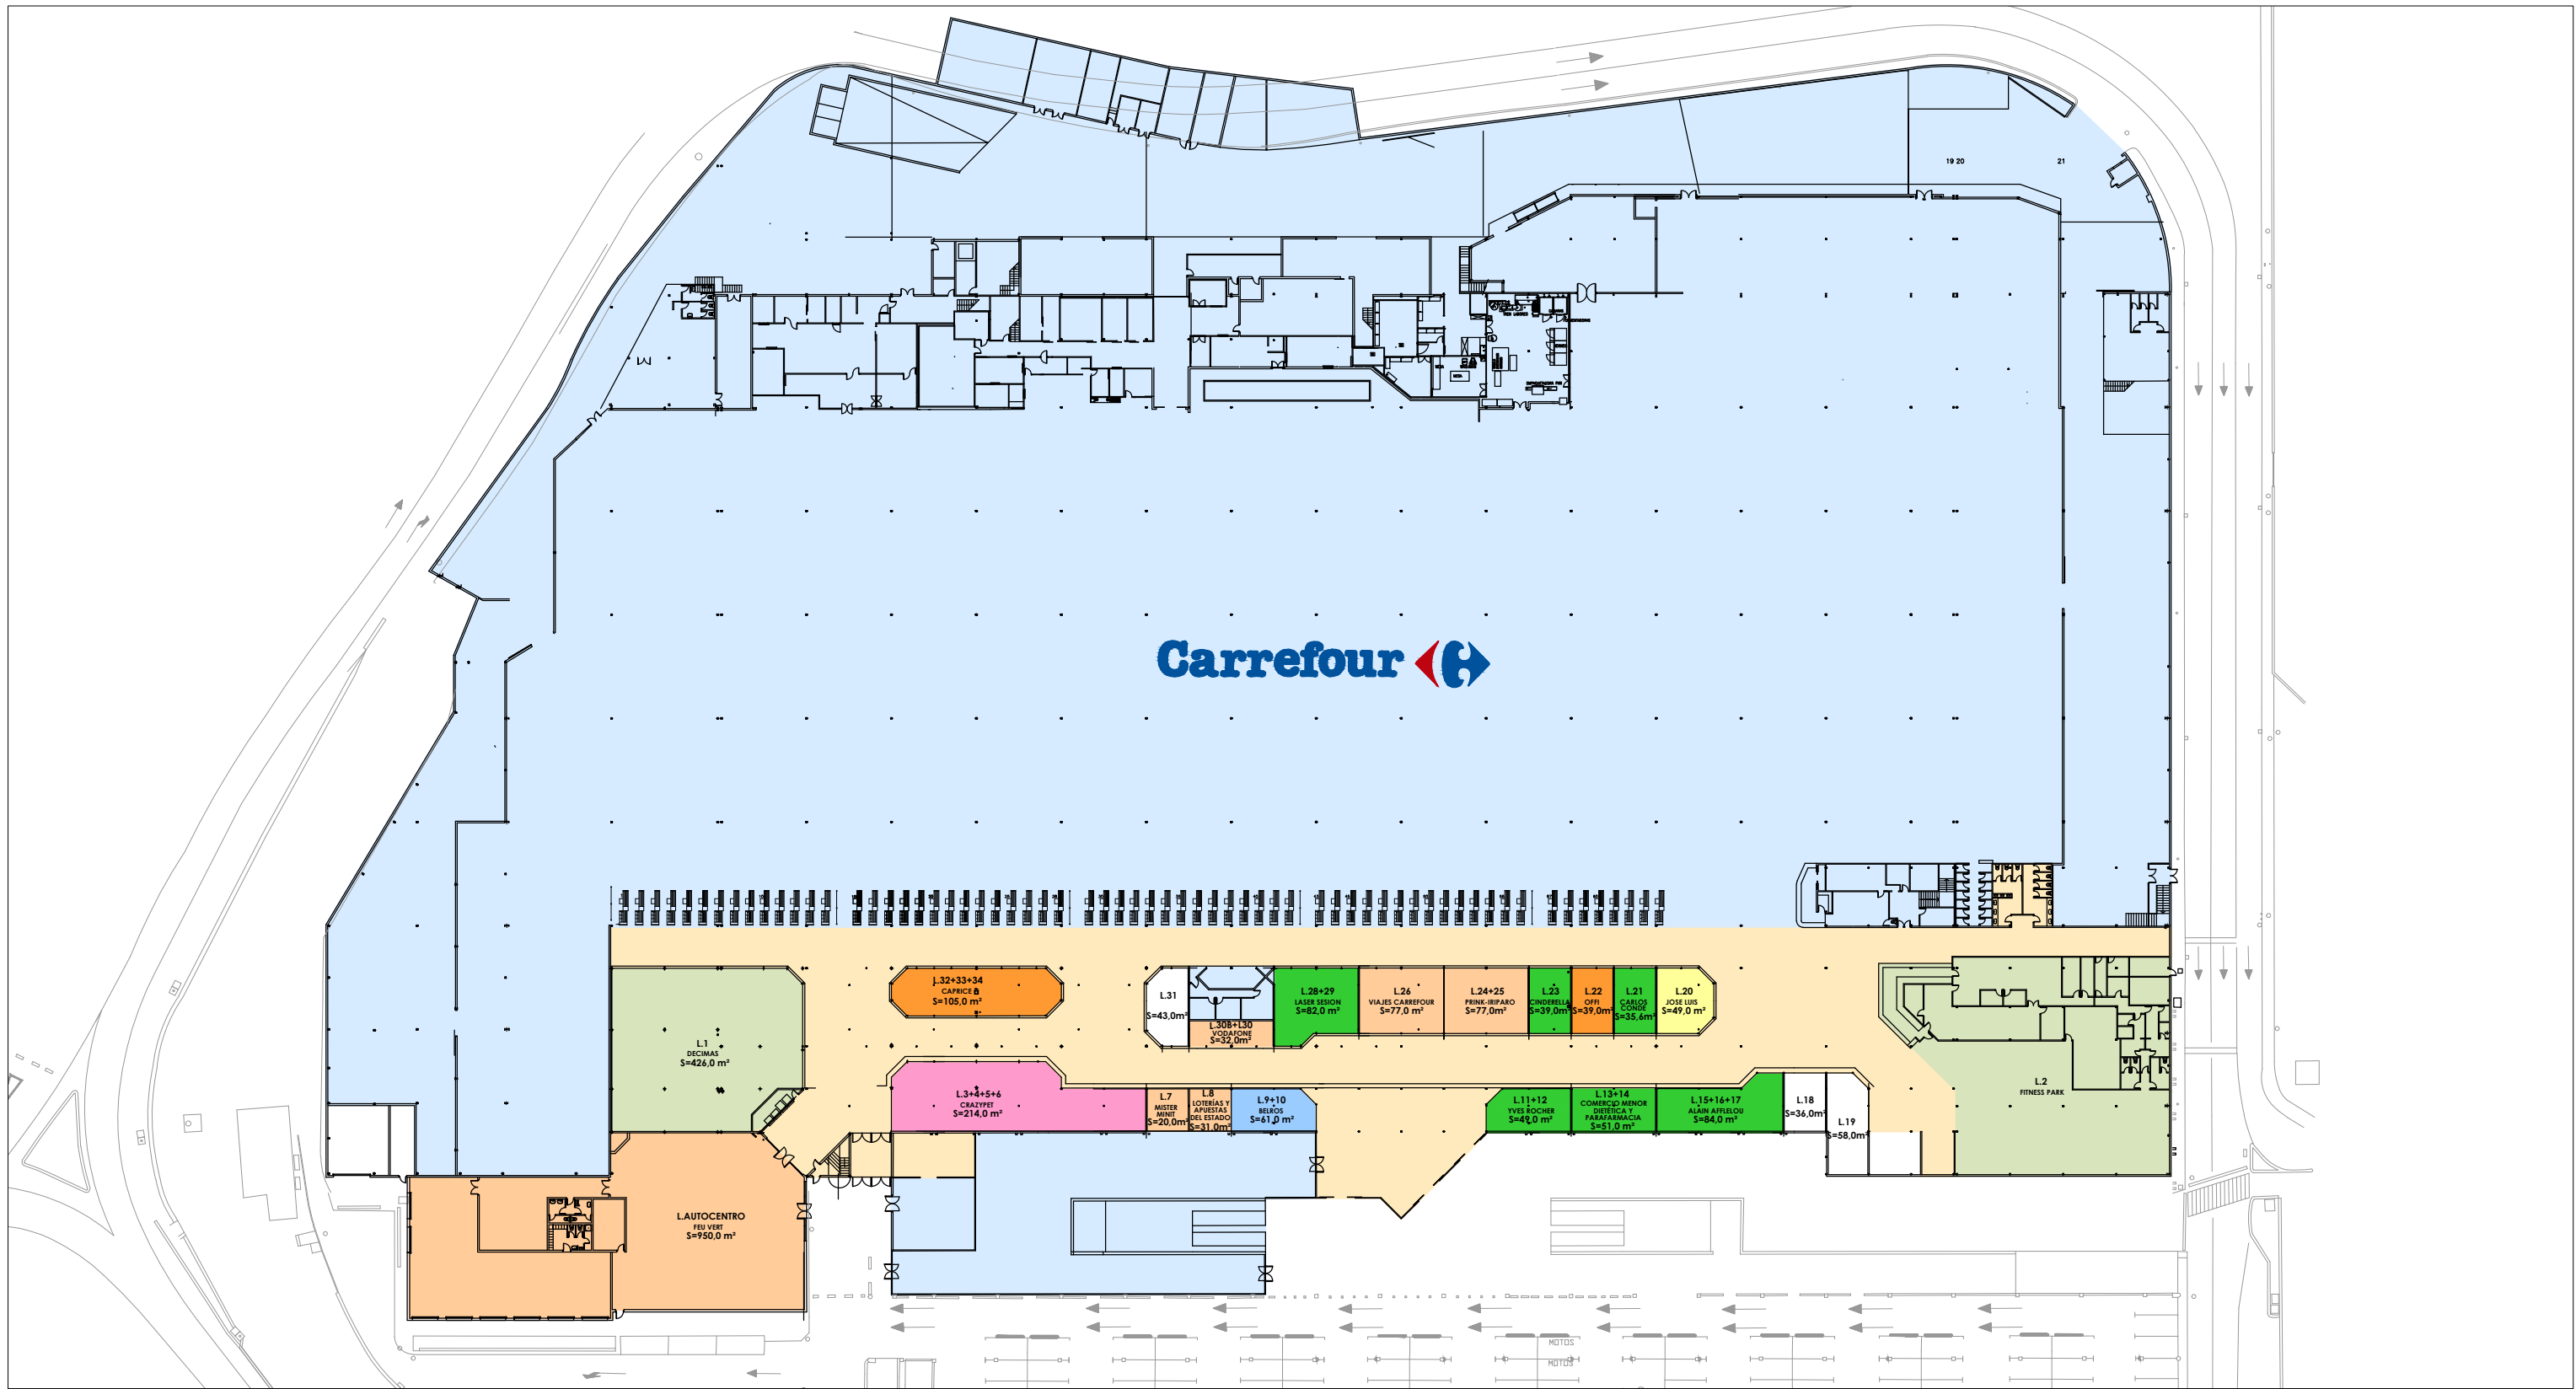 19 20
21
Carrefour
L.32+33+34
CAPRICE
S=105,0 m²
L.31
S=43,0m²
L.30B+L30
VODAFONE
S=32,0m²
L.28+29
LASER SESION
S=82,0 m²
L.26
VIAJES CARREFOUR
S=77,0 m²
L.24+25
PRINK-IRIPARO
S=77,0m²
L.23
CINDERELLA
S=39,0m²
L.22
OFFI
S=39,0m²
L.21
CARLOS
CONDE
S=35,6m²
L.20
JOSE LUIS
S=49,0 m²
L.1
DECIMAS
S=426,0 m²
L.3+4+5+6
CRAZYPET
S=214,0 m²
L.7
MISTER
MINIT
S=20,0m²
L.8
LOTERÍAS Y
APUESTAS
DEL ESTADO
S=31,0m²
L.9+10
BELROS
S=61,0 m²
L.11+12
YVES ROCHER
S=49,0 m²
L.13+14
COMERCIO MENOR
DIETÉTICA Y
PARAFARMACIA
S=51,0 m²
L.15+16+17
ALAIN AFFLELOU
S=84,0 m²
L.18
S=36,0m²
L.19
S=58,0m²
L.2
FITNESS PARK
L.AUTOCENTRO
FEU VERT
S=950,0 m²
MOTOS
MOTOS